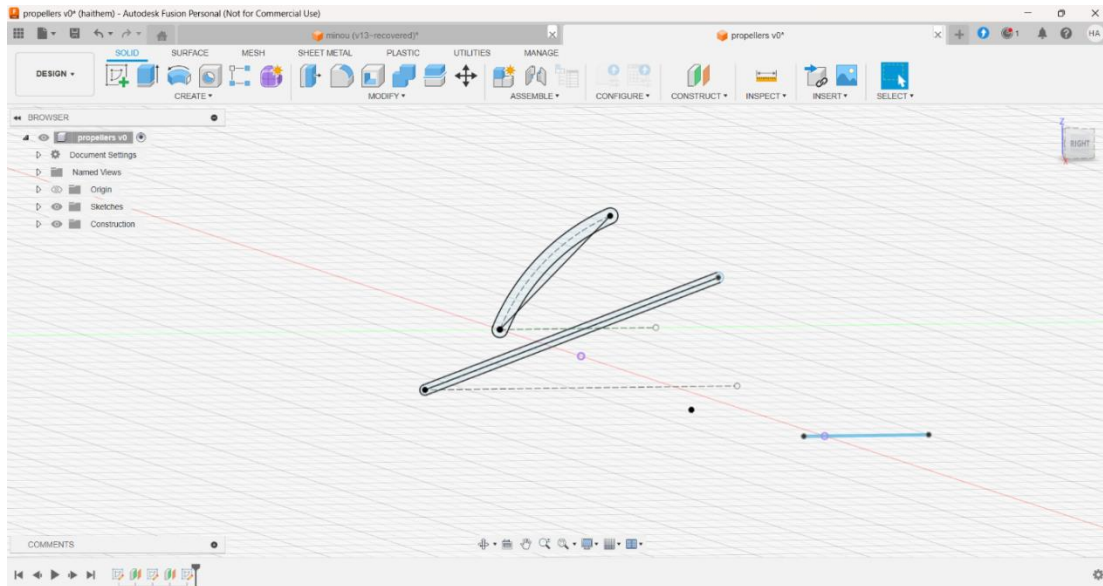 propellers v0* (haithem) - Autodesk Fusion Personal (Not for Commercial Use)
minou (v13~recovered)*
propellers v0*
1
HA
SOLID SURFACE MESH SHEET METAL PLASTIC UTILITIES MANAGE
DESIGN
CREATE MODIFY ASSEMBLE CONFIGURE CONSTRUCT INSPECT INSERT SELECT
BROWSER
propellers v0
Document Settings
Named Views
Origin
Sketches
Construction
Z
RIGHT
X
COMMENTS